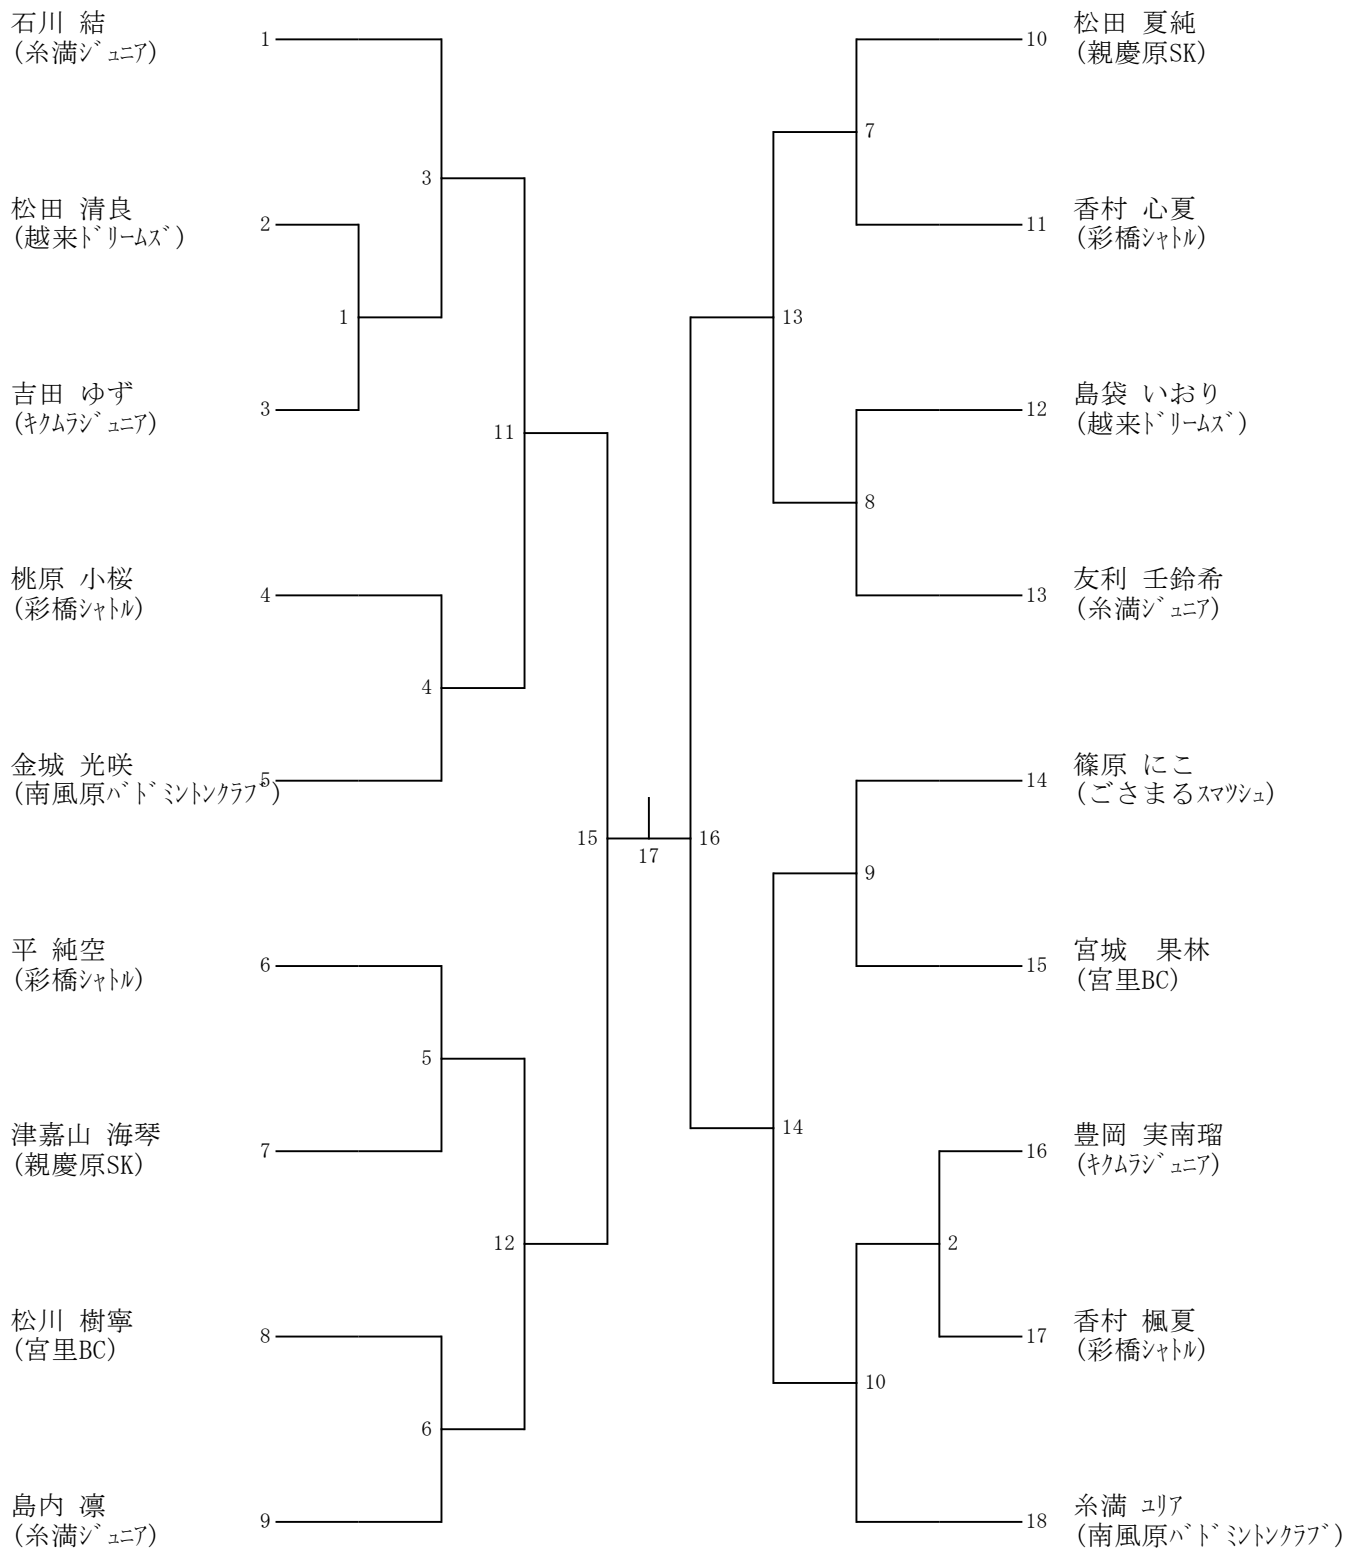 石川 結
(糸満ｼﾞｭﾆｱ)
1
松田 清良
(越来ﾄﾞﾘｰﾑｽﾞ)
2
吉田 ゆず
(ｷｸﾑﾗｼﾞｭﾆｱ)
3
桃原 小桜
(彩橋ｼｬﾄﾙ)
4
金城 光咲
(南風原ﾊﾞﾄﾞﾐﾝﾄﾝｸﾗﾌﾞ)
5
平 純空
(彩橋ｼｬﾄﾙ)
6
津嘉山 海琴
(親慶原SK)
7
松川 樹寧
(宮里BC)
8
島内 凛
(糸満ｼﾞｭﾆｱ)
9
1
3
4
5
6
11
12
15
17
16
13
14
7
8
9
10
2
10
松田 夏純
(親慶原SK)
11
香村 心夏
(彩橋ｼｬﾄﾙ)
12
島袋 いおり
(越来ﾄﾞﾘｰﾑｽﾞ)
13
友利 壬鈴希
(糸満ｼﾞｭﾆｱ)
14
篠原 にこ
(ごさまるｽﾏﾂｼｭ)
15
宮城　果林
(宮里BC)
16
豊岡 実南瑠
(ｷｸﾑﾗｼﾞｭﾆｱ)
17
香村 楓夏
(彩橋ｼｬﾄﾙ)
18
糸満 ﾕﾘｱ
(南風原ﾊﾞﾄﾞﾐﾝﾄﾝｸﾗﾌﾞ)